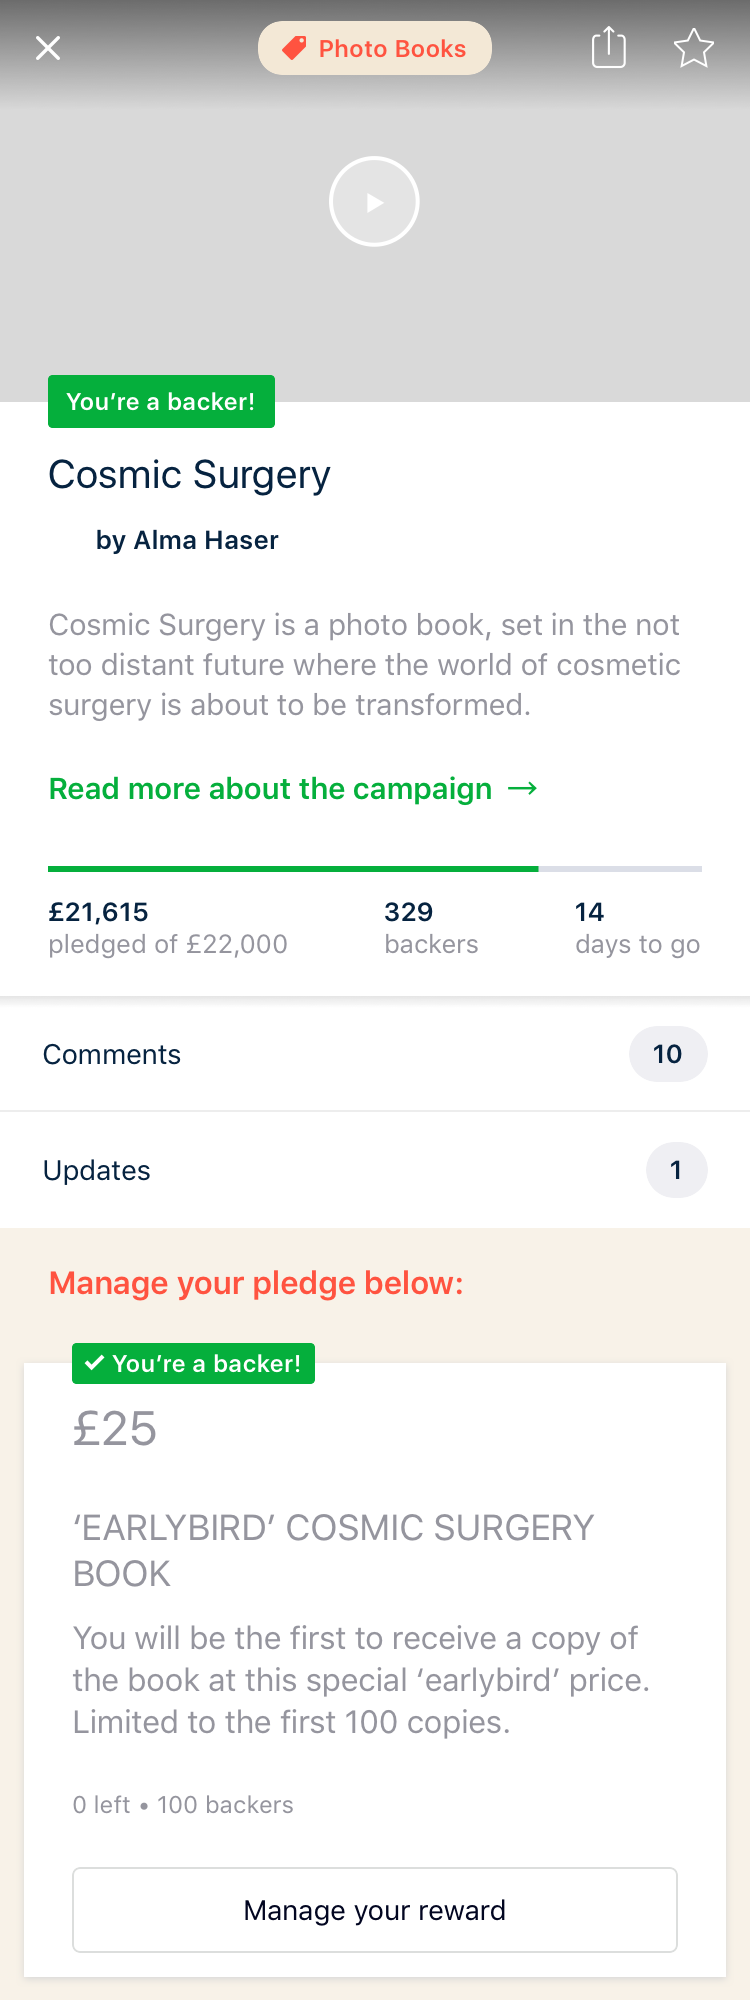 Photo Books
You’re a backer!
Cosmic Surgery
by Alma Haser
Cosmic Surgery is a photo book, set in the not
too distant future where the world of cosmetic
surgery is about to be transformed.
Read more about the campaign →
£21,615 329 14
pledged of £22,000 backers days to go
Comments 10
Updates 1
Manage your pledge below:
You’re a backer!
£25
‘EARLYBIRD’ COSMIC SURGERY
BOOK
You will be the first to receive a copy of
the book at this special ‘earlybird’ price.
Limited to the first 100 copies.
0 left • 100 backers
Manage your reward